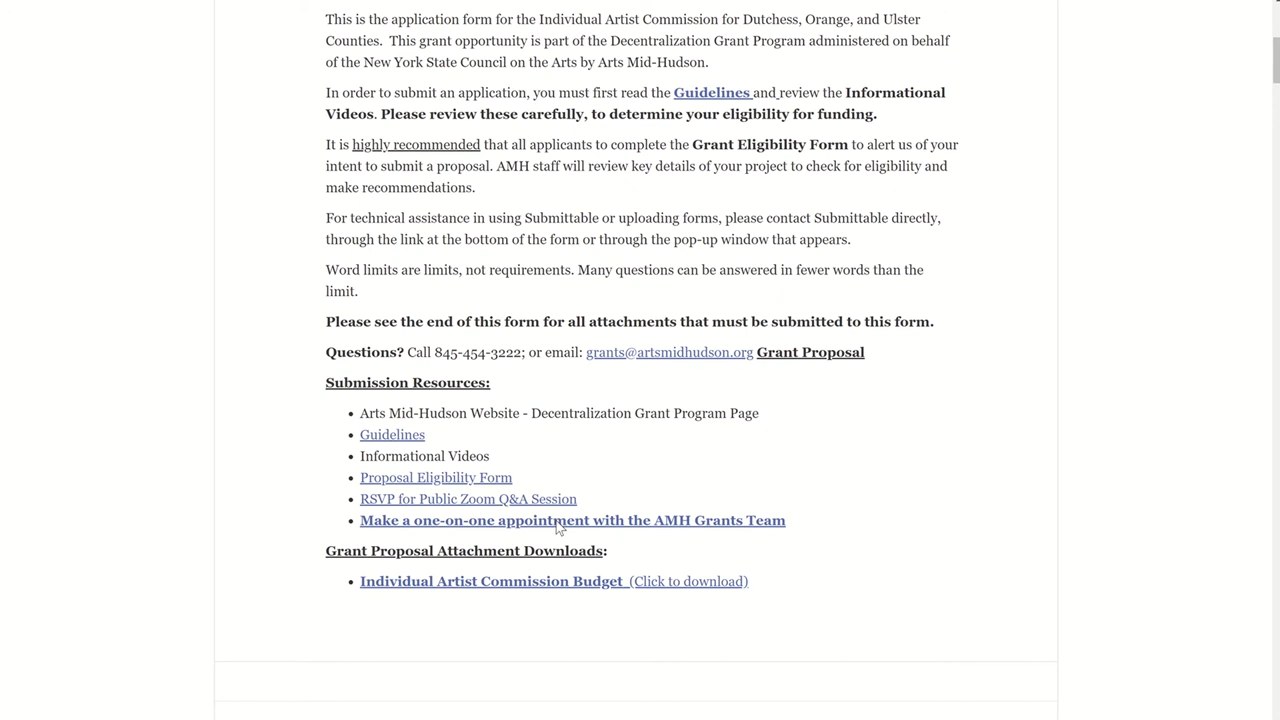 This is the application form for the Individual Artist Commission for Dutchess, Orange, and Ulster
Counties.  This grant opportunity is part of the Decentralization Grant Program administered on behalf
of the New York State Council on the Arts by Arts Mid-Hudson.
In order to submit an application, you must first read the Guidelines and review the Informational
Videos. Please review these carefully, to determine your eligibility for funding.
It is highly recommended that all applicants to complete the Grant Eligibility Form to alert us of your
intent to submit a proposal. AMH staff will review key details of your project to check for eligibility and
make recommendations.
For technical assistance in using Submittable or uploading forms, please contact Submittable directly,
through the link at the bottom of the form or through the pop-up window that appears.
Word limits are limits, not requirements. Many questions can be answered in fewer words than the
limit.
Please see the end of this form for all attachments that must be submitted to this form.
Questions? Call 845-454-3222; or email: grants@artsmidhudson.org Grant Proposal
Submission Resources:
• Arts Mid-Hudson Website - Decentralization Grant Program Page
• Guidelines
• Informational Videos
• Proposal Eligibility Form
• RSVP for Public Zoom Q&A Session
• Make a one-on-one appointment with the AMH Grants Team
Grant Proposal Attachment Downloads:
• Individual Artist Commission Budget  (Click to download)